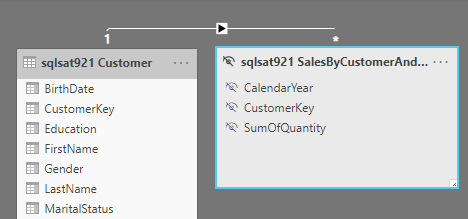 1
*
sqlsat921 Customer
...
BirthDate
CustomerKey
Education
FirstName
Gender
LastName
MaritalStatus
sqlsat921 SalesByCustomerAnd...
...
CalendarYear
CustomerKey
SumOfQuantity